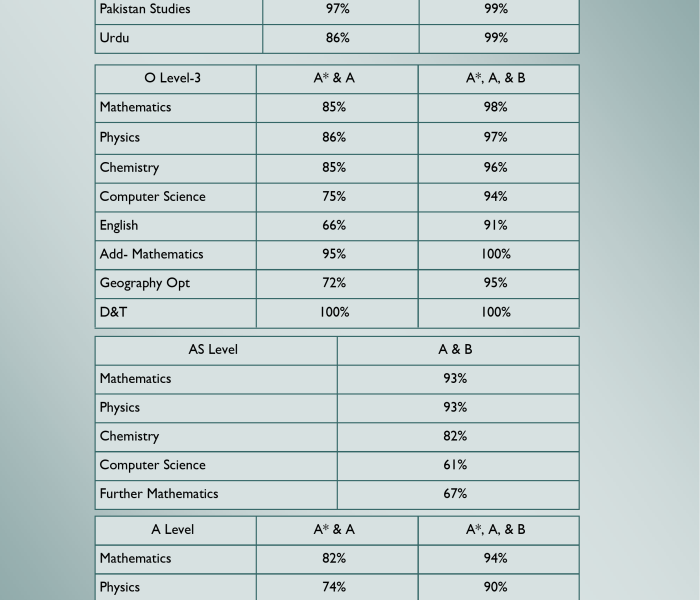 Pakistan Studies 97% 99%
Urdu 86% 99%
O Level-3 A* & A A*, A, & B
Mathematics 85% 98%
Physics 86% 97%
Chemistry 85% 96%
Computer Science 75% 94%
English 66% 91%
Add- Mathematics 95% 100%
Geography Opt 72% 95%
D&T 100% 100%
AS Level A & B
Mathematics 93%
Physics 93%
Chemistry 82%
Computer Science 61%
Further Mathematics 67%
A Level A* & A A*, A, & B
Mathematics 82% 94%
Physics 74% 90%